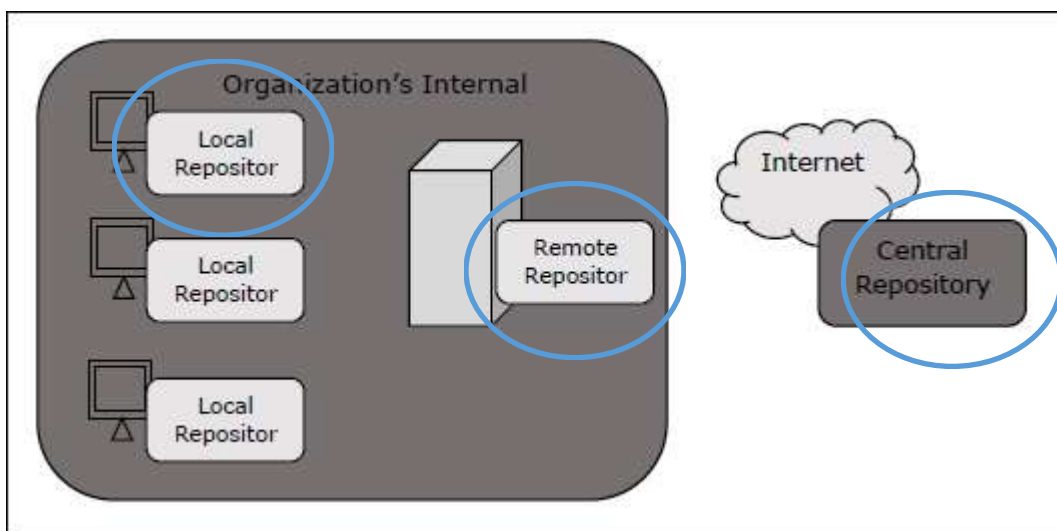 Organization's Internal
Local
Repositor
Local
Repositor
Local
Repositor
Remote
Repositor
Internet
Central
Repository